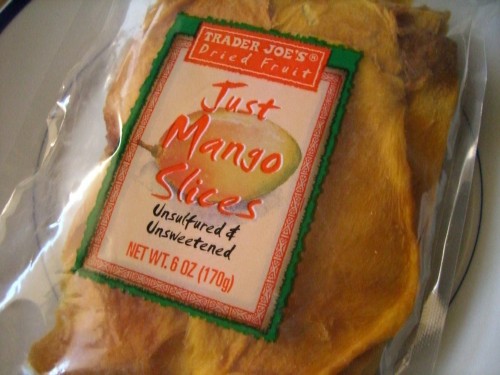 TRADER JOE'S®
Dried Fruit
Just
Mango
Slices
Unsulfured &
Unsweetened
NET WT. 6 OZ (170g)